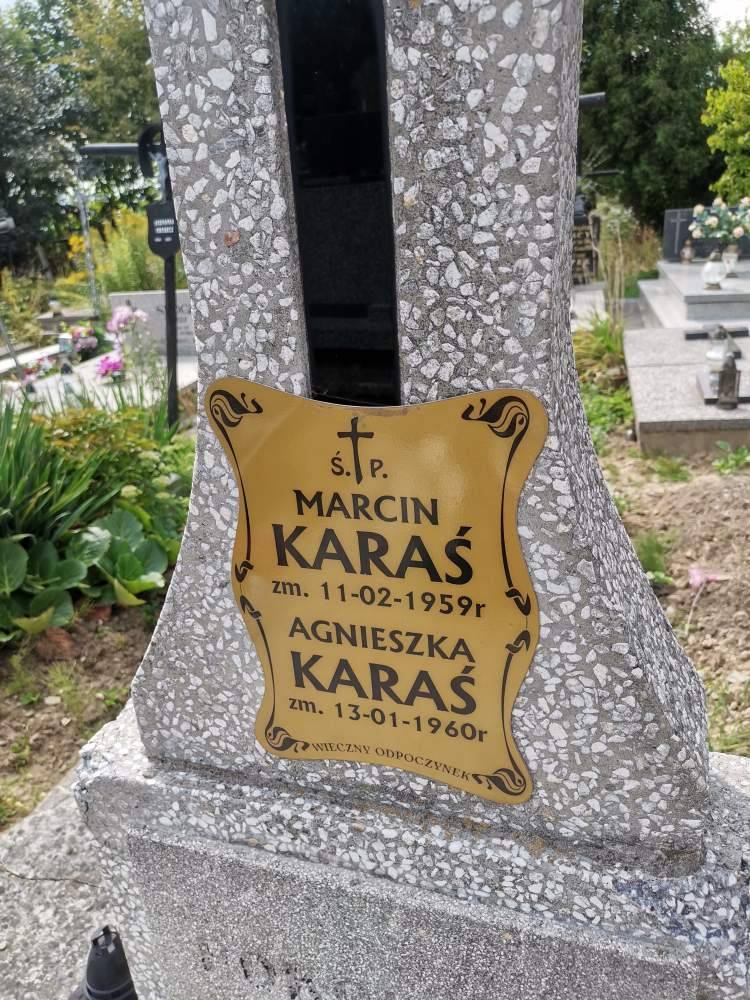 Ś. P.
MARCIN
KARAŚ
zm. 11-02-1959r
AGNIESZKA
KARAŚ
zm. 13-01-1960r
WIECZNY ODPOCZYNEK